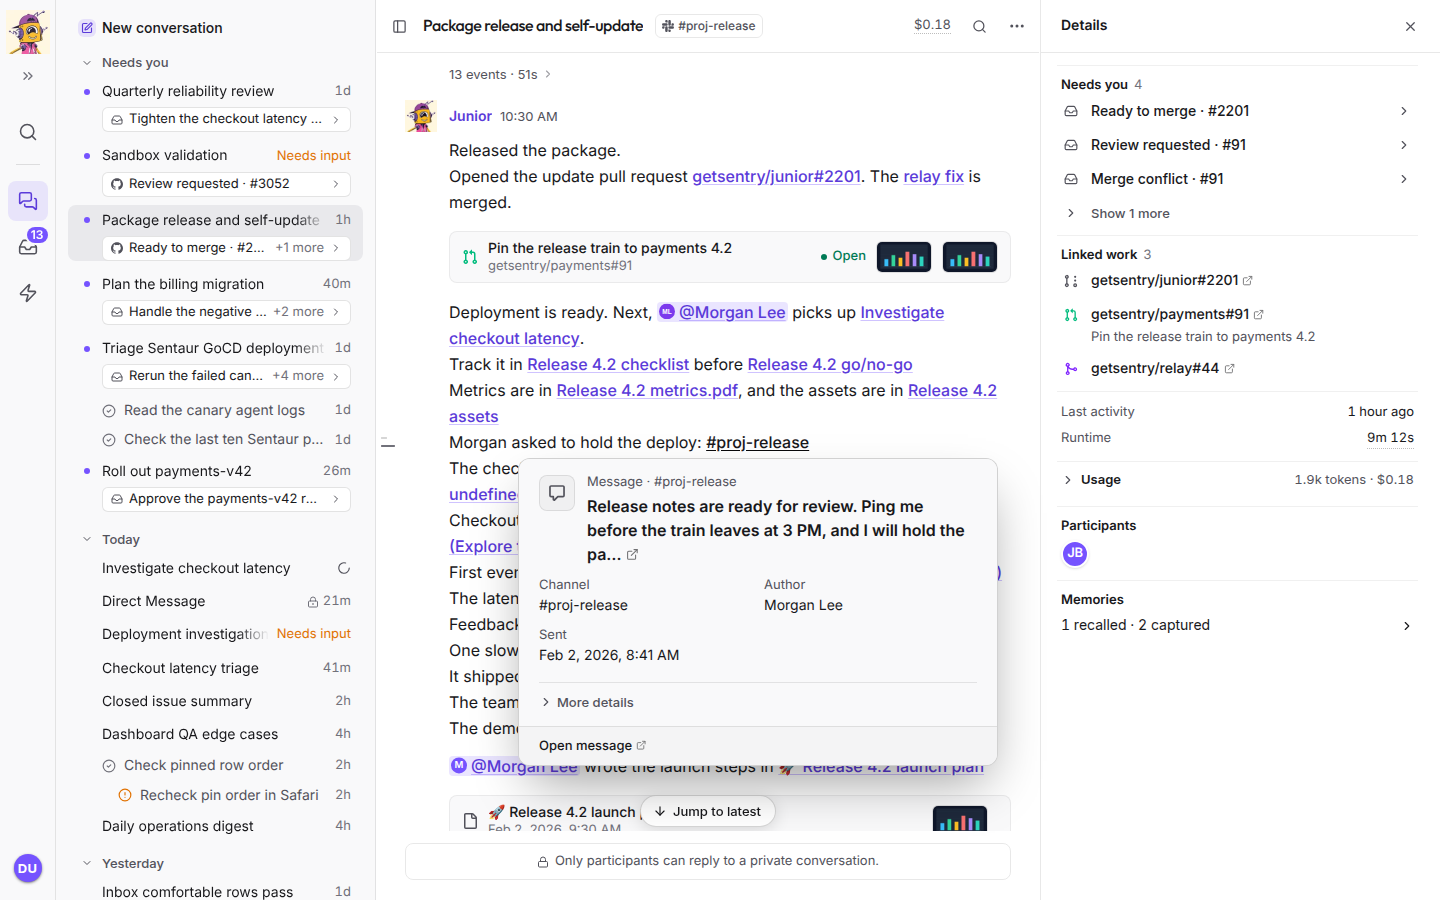 New conversation
Needs you
Quarterly reliability review 1d
Tighten the checkout latency ...
Sandbox validation Needs input
Review requested · #3052
Package release and self-update 1h
Ready to merge · #2... +1 more
Plan the billing migration 40m
Handle the negative ... +2 more
Triage Sentaur GoCD deployment 1d
Rerun the failed can... +4 more
Read the canary agent logs 1d
Check the last ten Sentaur p... 1d
Roll out payments-v42 26m
Approve the payments-v42 r...
Today
Investigate checkout latency
Direct Message 21m
Deployment investigation Needs input
Checkout latency triage 41m
Closed issue summary 2h
Dashboard QA edge cases 4h
Check pinned row order 2h
Recheck pin order in Safari 2h
Daily operations digest 4h
Yesterday
Inbox comfortable rows pass 1d
13
DU
Package release and self-update #proj-release $0.18
13 events · 51s
Junior 10:30 AM
Released the package.
Opened the update pull request getsentry/junior#2201. The relay fix is
merged.
Pin the release train to payments 4.2
getsentry/payments#91
Open
Deployment is ready. Next, ML @Morgan Lee picks up Investigate
checkout latency.
Track it in Release 4.2 checklist before Release 4.2 go/no-go
Metrics are in Release 4.2 metrics.pdf, and the assets are in Release 4.2
assets
Morgan asked to hold the deploy: #proj-release
The chec
undefine
Checkout
(Explore
First ever )
The laten
Feedback
One slow
It shipped
The team
The demo
Message · #proj-release
Release notes are ready for review. Ping me
before the train leaves at 3 PM, and I will hold the
pa...
Channel Author
#proj-release Morgan Lee
Sent
Feb 2, 2026, 8:41 AM
More details
Open message
M @Morgan Lee wrote the launch steps in 🚀 Release 4.2 launch plan
🚀 Release 4.2 launch
Feb 2, 2026, 9:30 AM
Jump to latest
Only participants can reply to a private conversation.
Details
Needs you 4
Ready to merge · #2201
Review requested · #91
Merge conflict · #91
Show 1 more
Linked work 3
getsentry/junior#2201
getsentry/payments#91
Pin the release train to payments 4.2
getsentry/relay#44
Last activity 1 hour ago
Runtime 9m 12s
Usage 1.9k tokens · $0.18
Participants
JB
Memories
1 recalled · 2 captured